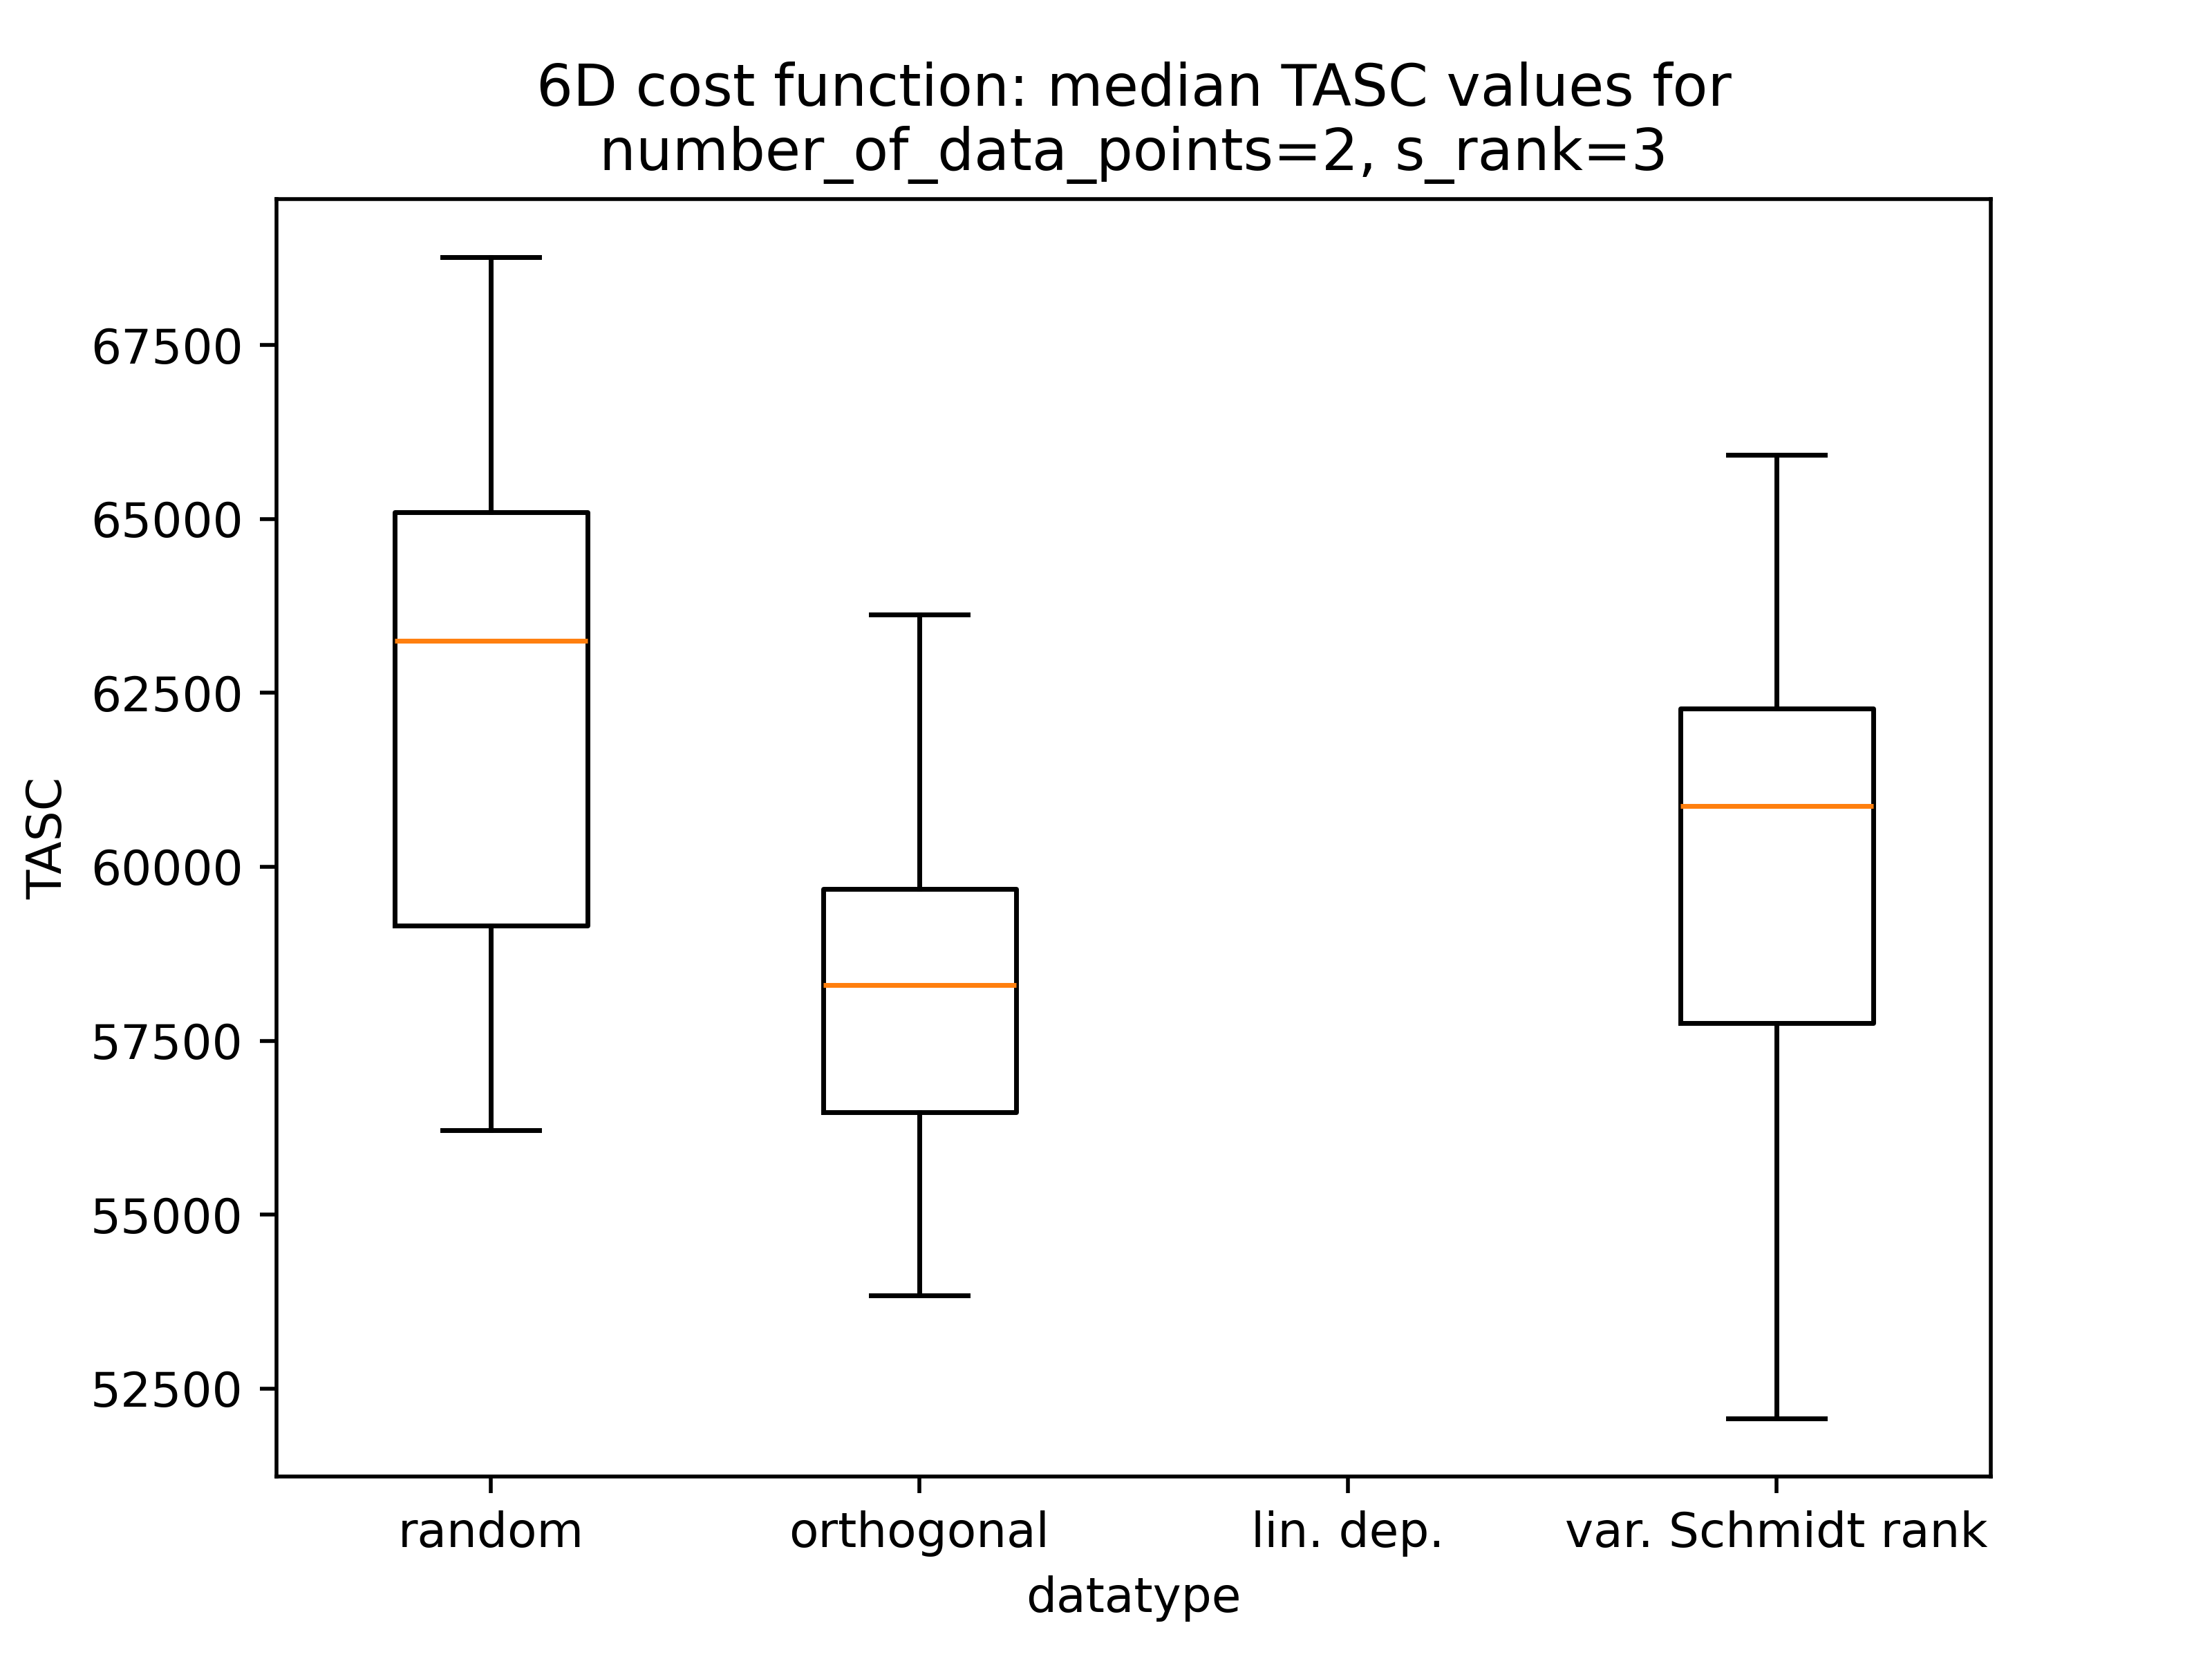 6D cost function: median TASC values for
number_of_data_points=2, s_rank=3
TASC
67500
65000
62500
60000
57500
55000
52500
random
orthogonal
lin. dep.
var. Schmidt rank
datatype